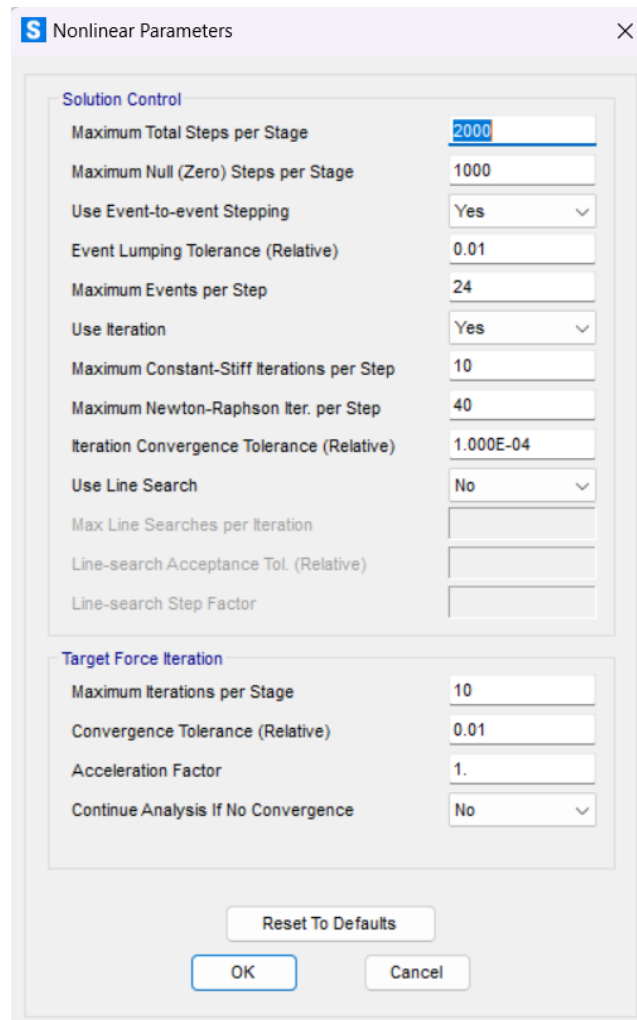 S Nonlinear Parameters
Solution Control
Maximum Total Steps per Stage 2000
Maximum Null (Zero) Steps per Stage 1000
Use Event-to-event Stepping Yes
Event Lumping Tolerance (Relative) 0.01
Maximum Events per Step 24
Use Iteration Yes
Maximum Constant-Stiff Iterations per Step 10
Maximum Newton-Raphson Iter. per Step 40
Iteration Convergence Tolerance (Relative) 1.000E-04
Use Line Search No
Max Line Searches per Iteration
Line-search Acceptance Tol. (Relative)
Line-search Step Factor
Target Force Iteration
Maximum Iterations per Stage 10
Convergence Tolerance (Relative) 0.01
Acceleration Factor 1.
Continue Analysis If No Convergence No
Reset To Defaults
OK Cancel